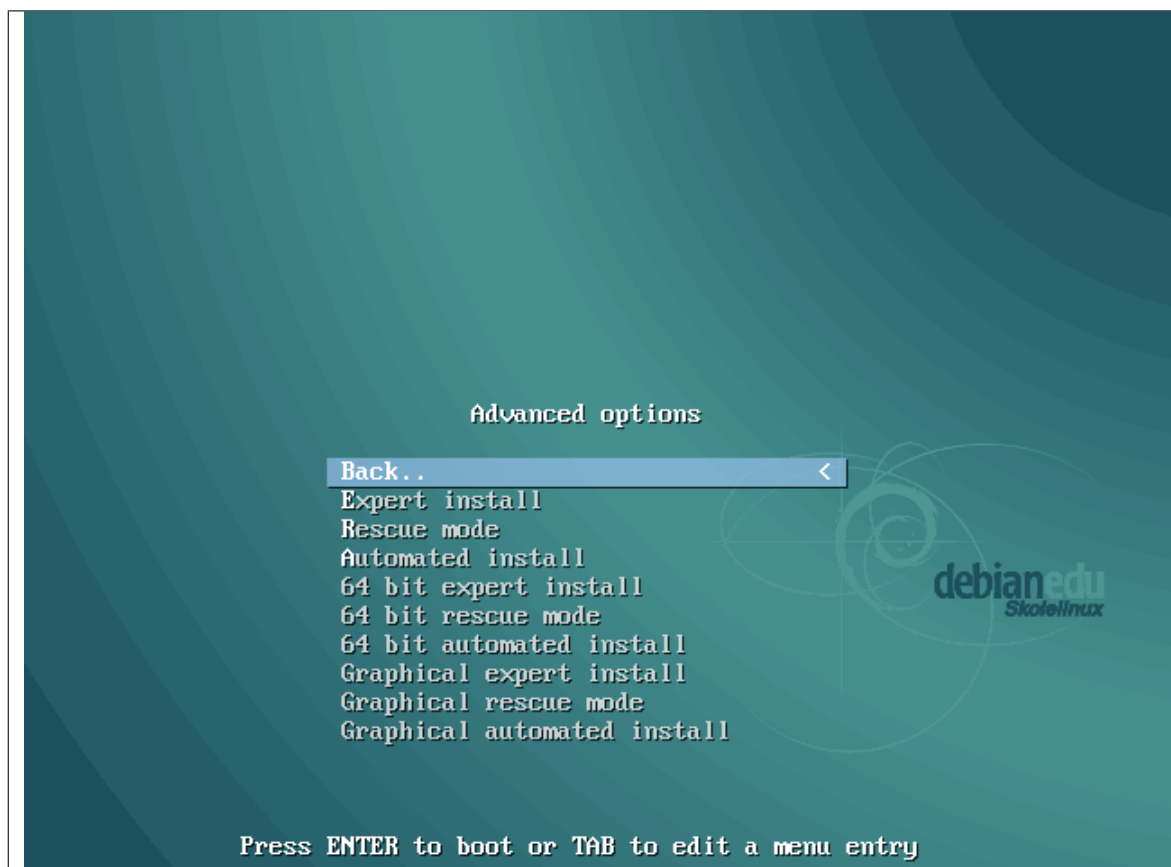 Advanced options
Back.. <
Expert install
Rescue mode
Automated install
64 bit expert install
64 bit rescue mode
64 bit automated install
Graphical expert install
Graphical rescue mode
Graphical automated install
debianedu
Skolelinux
Press ENTER to boot or TAB to edit a menu entry